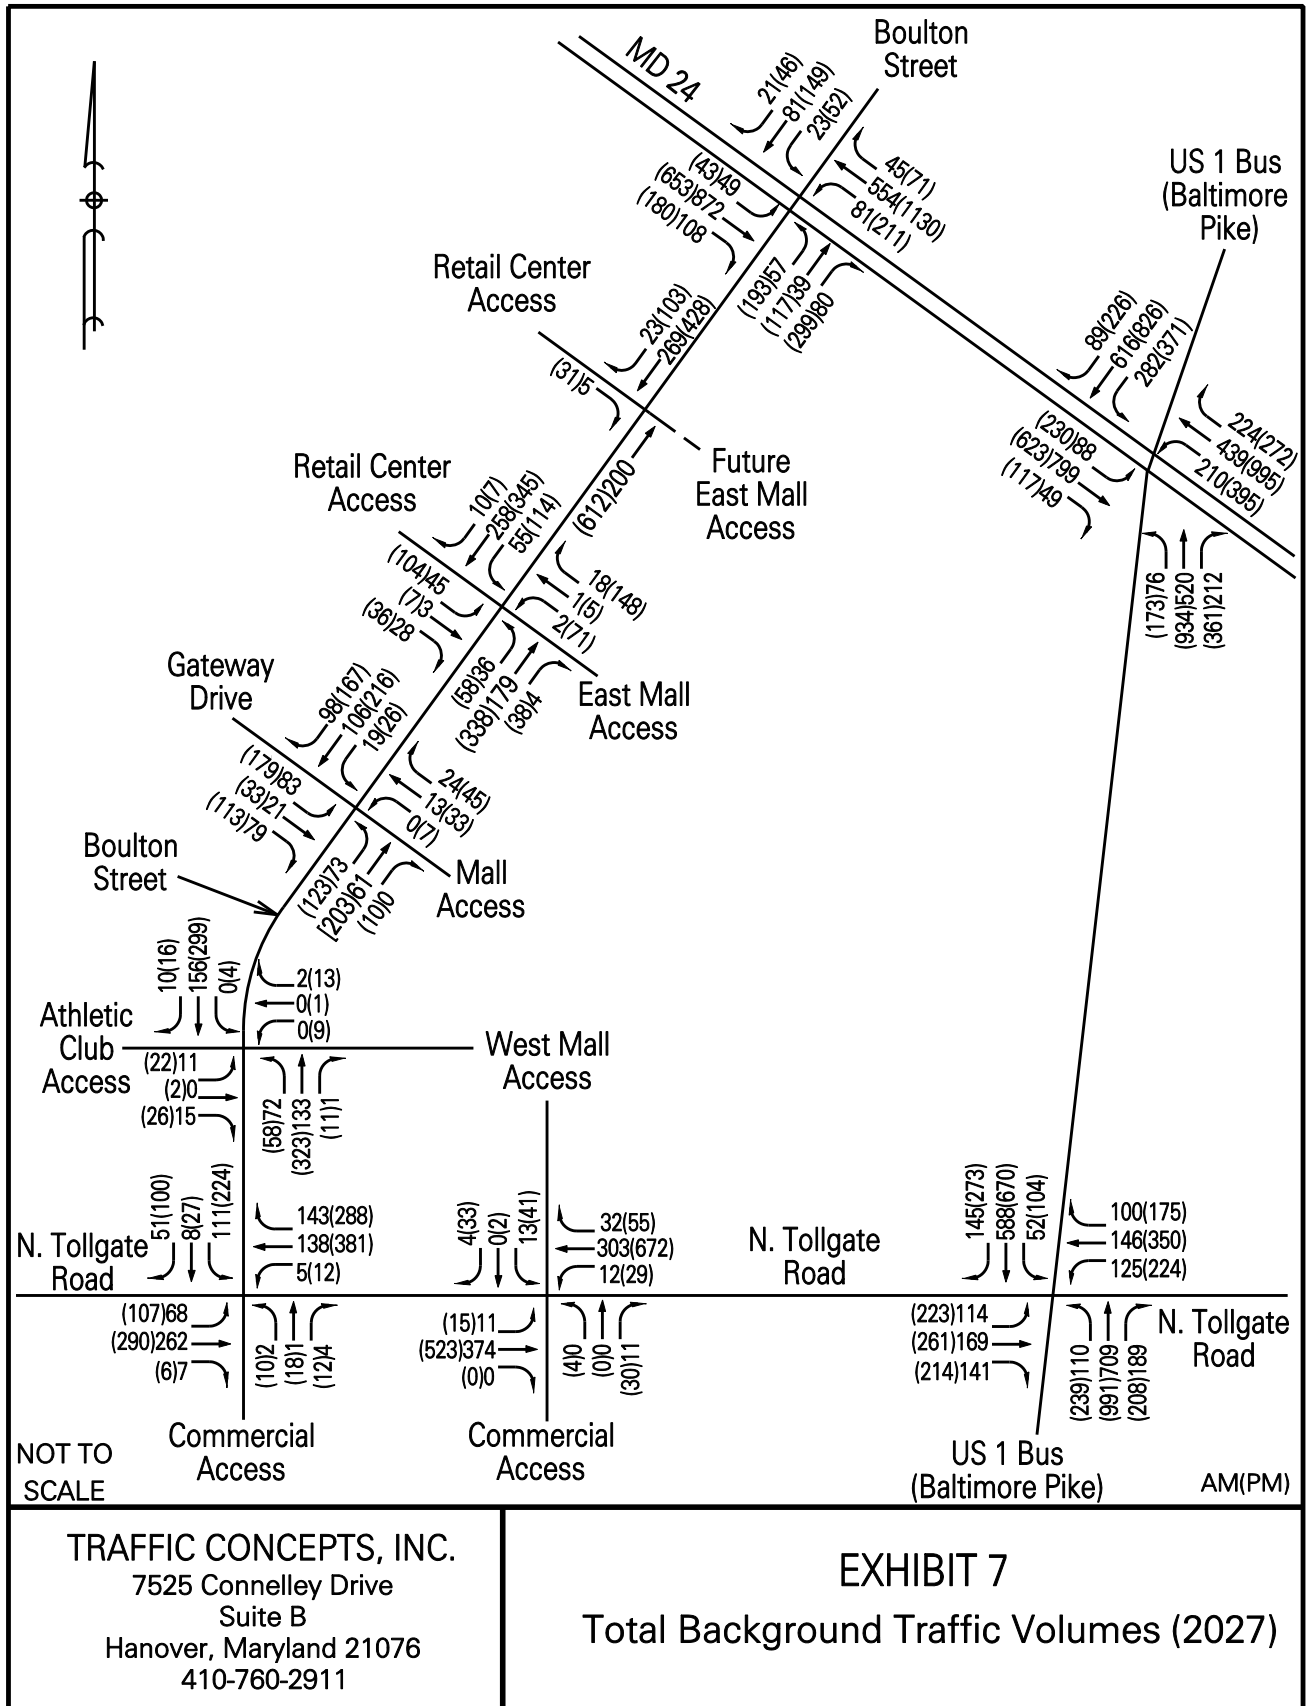 MD 24
Boulton
Street
21(46)
81(149)
23(52)
45(71)
554(1130)
81(211)
(43)49
(653)872
(180)108
(193)57
(117)39
(299)80
US 1 Bus
(Baltimore
Pike)
Retail Center
Access
23(103)
269(428)
(31)5
(612)200
Future
East Mall
Access
89(226)
616(826)
282(371)
224(272)
439(995)
210(395)
(230)88
(623)799
(117)49
(173)76
(934)520
(361)212
Retail Center
Access
10(7)
258(345)
55(114)
18(148)
1(5)
2(71)
(104)45
(7)3
(36)28
(58)36
(338)179
(38)4
East Mall
Access
Gateway
Drive
98(167)
106(216)
19(26)
24(45)
13(33)
0(7)
(179)83
(33)21
(113)79
(123)73
[203)61
(10)0
Mall
Access
Boulton
Street
10(16)
156(299)
0(4)
2(13)
0(1)
0(9)
Athletic
Club
Access
(22)11
(2)0
(26)15
(58)72
(323)133
(11)1
West Mall
Access
N. Tollgate
Road
51(100)
8(27)
111(224)
143(288)
138(381)
5(12)
(107)68
(290)262
(6)7
(10)2
(18)1
(12)4
Commercial
Access
4(33)
0(2)
13(41)
32(55)
303(672)
12(29)
(15)11
(523)374
(0)0
(4)0
(0)0
(30)11
Commercial
Access
N. Tollgate
Road
145(273)
588(670)
52(104)
100(175)
146(350)
125(224)
(223)114
(261)169
(214)141
(239)110
(991)709
(208)189
N. Tollgate
Road
US 1 Bus
(Baltimore Pike)
NOT TO
SCALE
AM(PM)
TRAFFIC CONCEPTS, INC.
7525 Connelley Drive
Suite B
Hanover, Maryland 21076
410-760-2911
EXHIBIT 7
Total Background Traffic Volumes (2027)